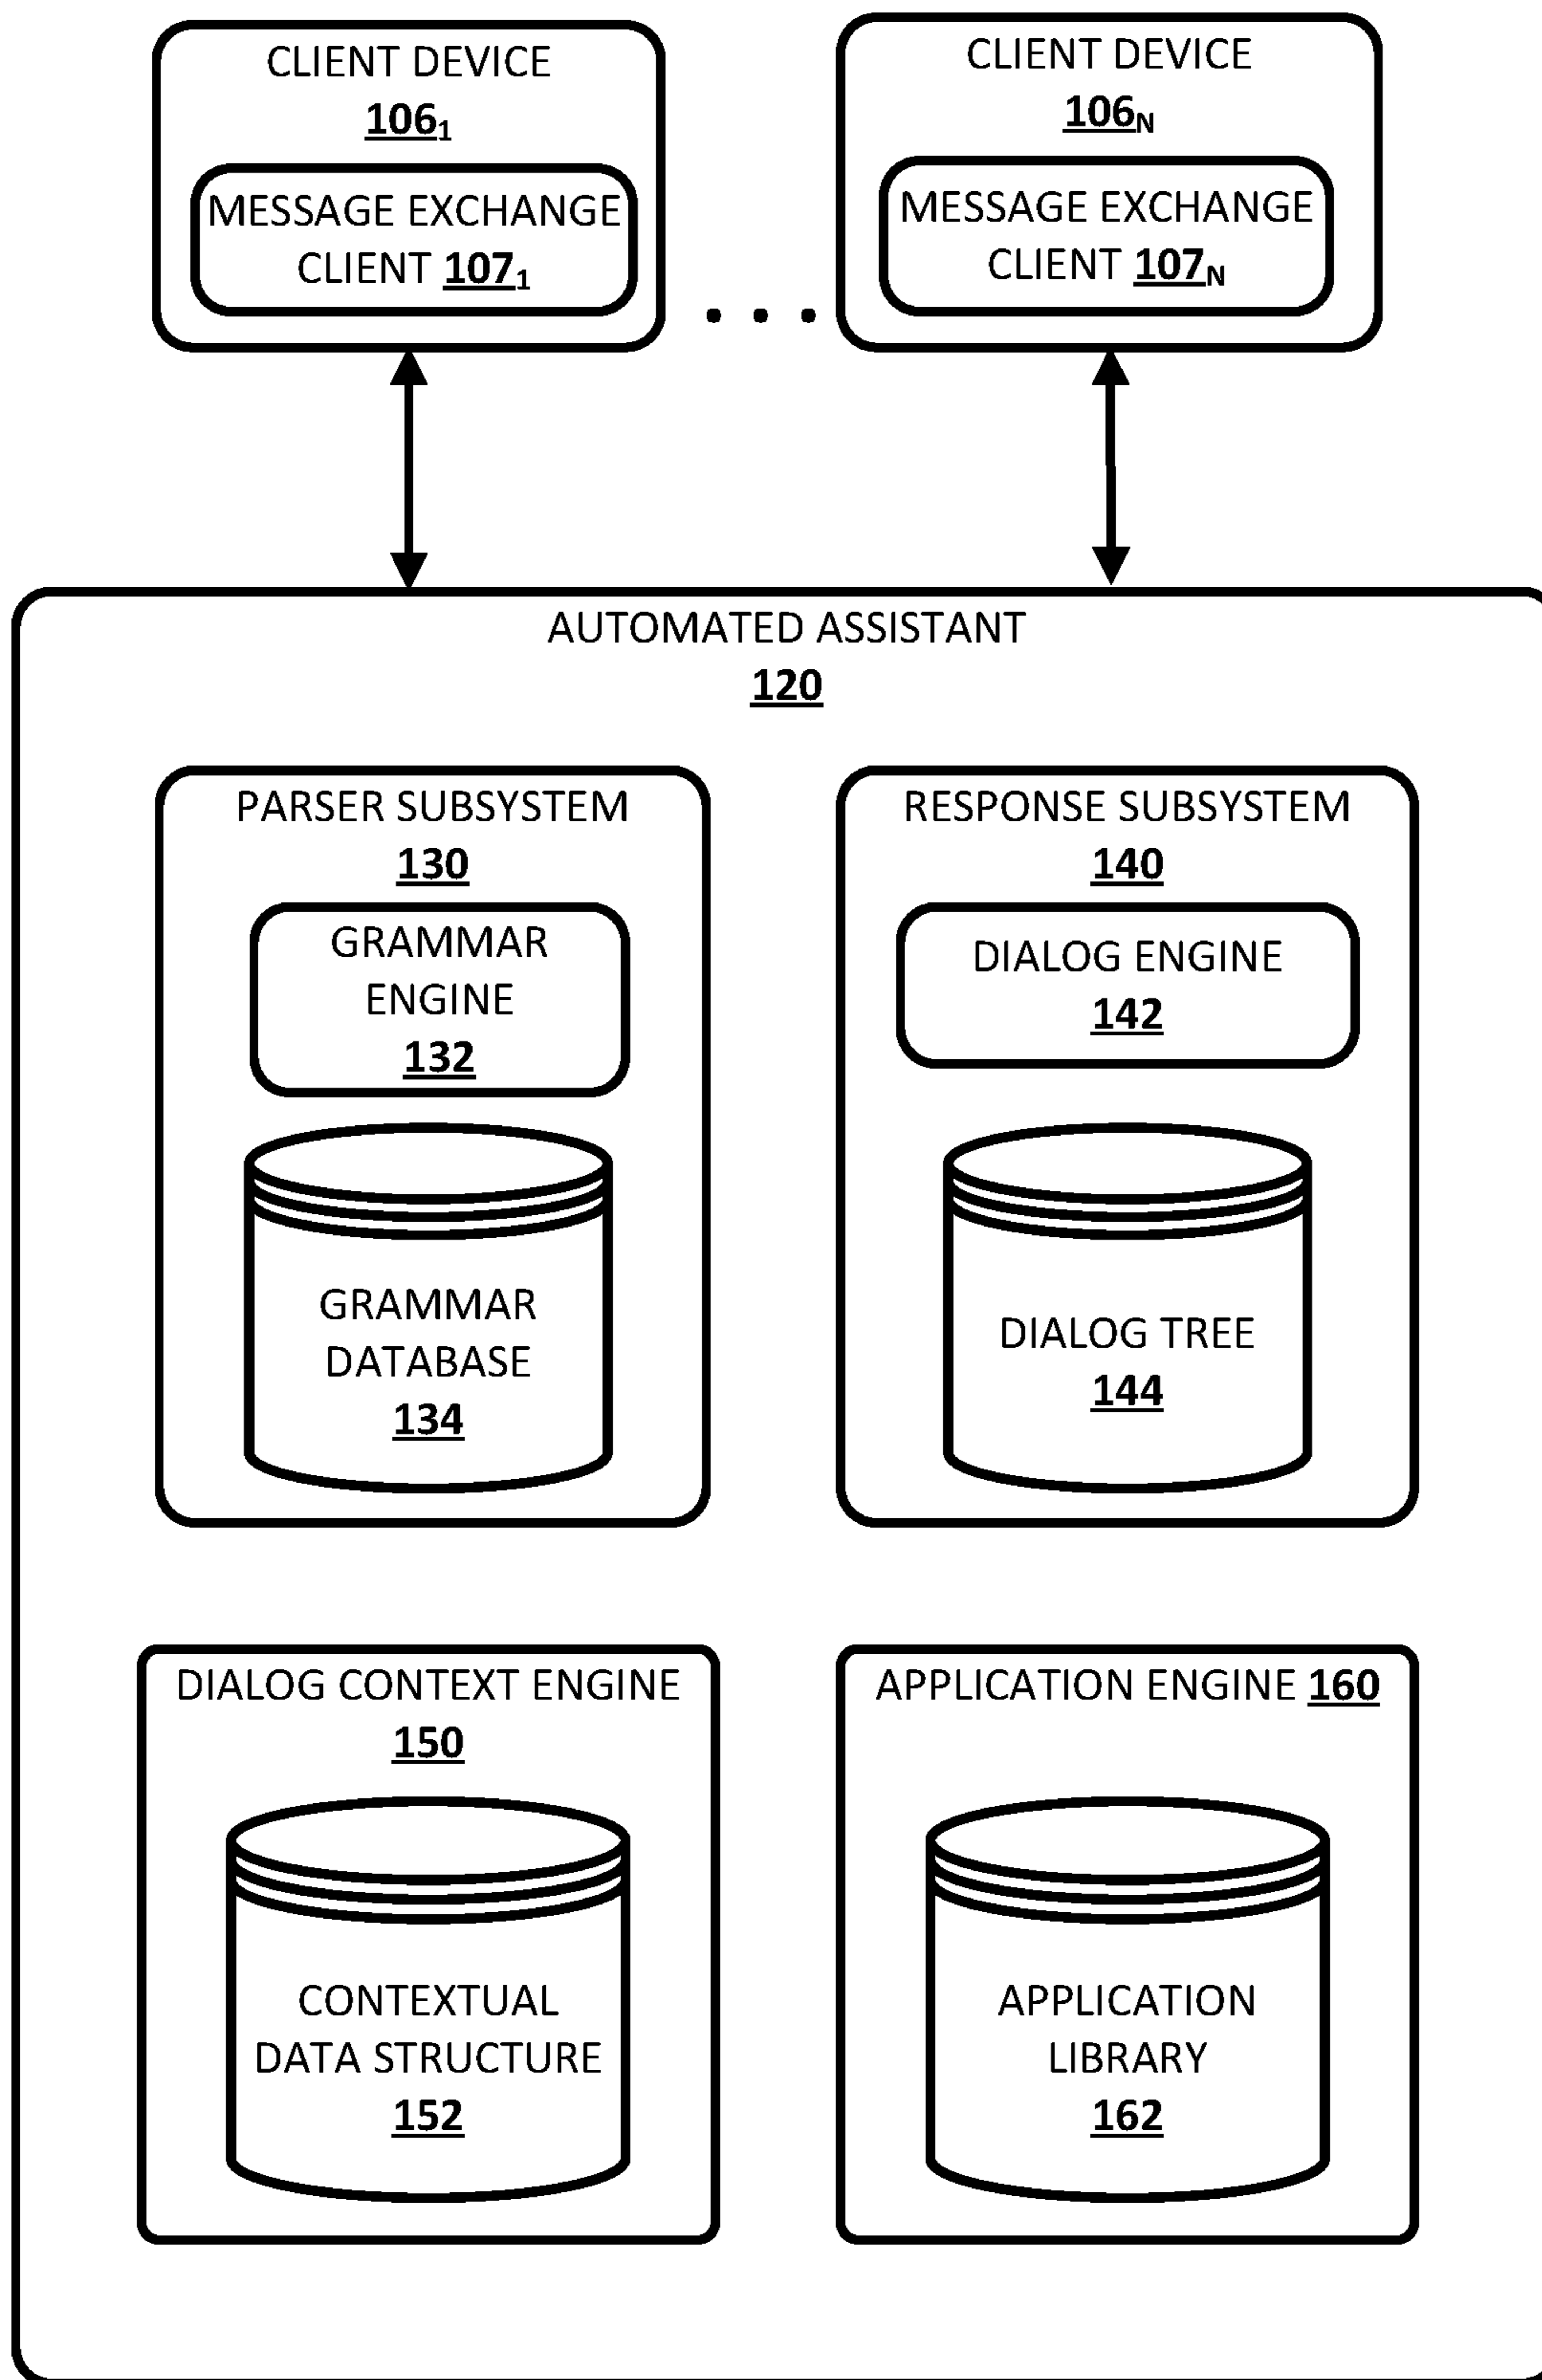 CLIENT DEVICE
106₁
MESSAGE EXCHANGE
CLIENT 107₁
CLIENT DEVICE
106N
MESSAGE EXCHANGE
CLIENT 107N
. . .
AUTOMATED ASSISTANT
120
PARSER SUBSYSTEM
130
GRAMMAR
ENGINE
132
GRAMMAR
DATABASE
134
RESPONSE SUBSYSTEM
140
DIALOG ENGINE
142
DIALOG TREE
144
DIALOG CONTEXT ENGINE
150
CONTEXTUAL
DATA STRUCTURE
152
APPLICATION ENGINE 160
APPLICATION
LIBRARY
162